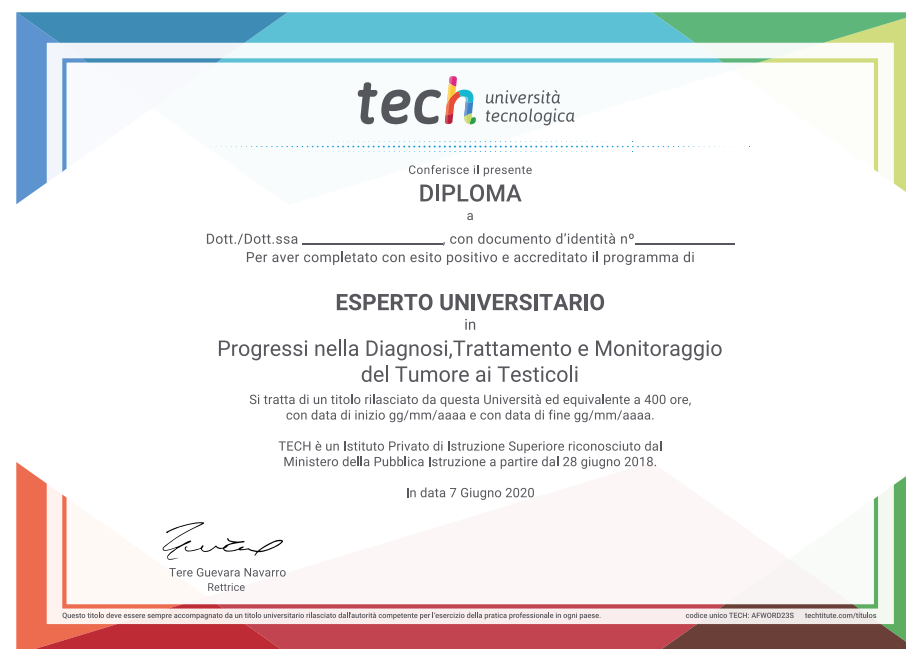 tech università
tecnologica
Conferisce il presente
DIPLOMA
a
Dott./Dott.ssa ____________________, con documento d'identità nº______________
Per aver completato con esito positivo e accreditato il programma di
ESPERTO UNIVERSITARIO
in
Progressi nella Diagnosi,Trattamento e Monitoraggio
del Tumore ai Testicoli
Si tratta di un titolo rilasciato da questa Università ed equivalente a 400 ore,
con data di inizio gg/mm/aaaa e con data di fine gg/mm/aaaa.
TECH è un Istituto Privato di Istruzione Superiore riconosciuto dal
Ministero della Pubblica Istruzione a partire dal 28 giugno 2018.
In data 7 Giugno 2020
Tere Guevara Navarro
Rettrice
Questo titolo deve essere sempre accompagnato da un titolo universitario rilasciato dall'autorità competente per l'esercizio della pratica professionale in ogni paese. codice unico TECH: AFWORD23S techtitute.com/titulos